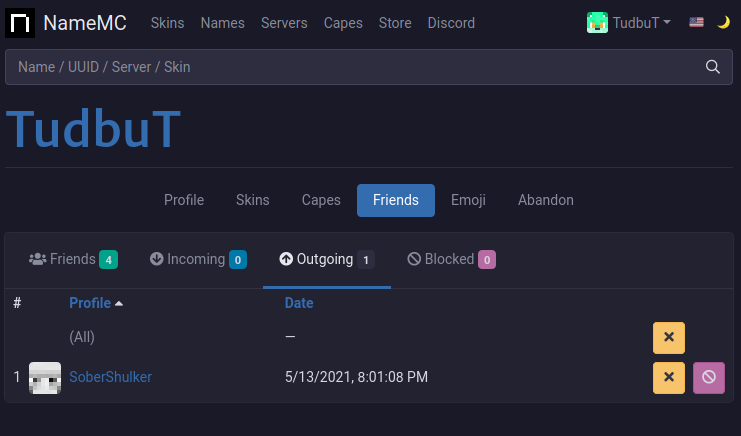 NameMC Skins Names Servers Capes Store Discord TudbuT
Name / UUID / Server / Skin
TudbuT
Profile Skins Capes Friends Emoji Abandon
Friends 4 Incoming 0 Outgoing 1 Blocked 0
# Profile Date
(All) —
1 SoberShulker 5/13/2021, 8:01:08 PM